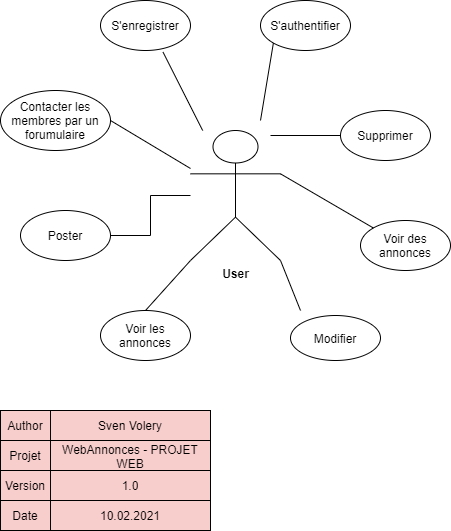 S'enregistrer
S'authentifier
Contacter les
membres par un
forumulaire
Supprimer
Poster
Voir des
annonces
User
Voir les
annonces
Modifier
Author Sven Volery
Projet WebAnnonces - PROJET
WEB
Version 1.0
Date 10.02.2021